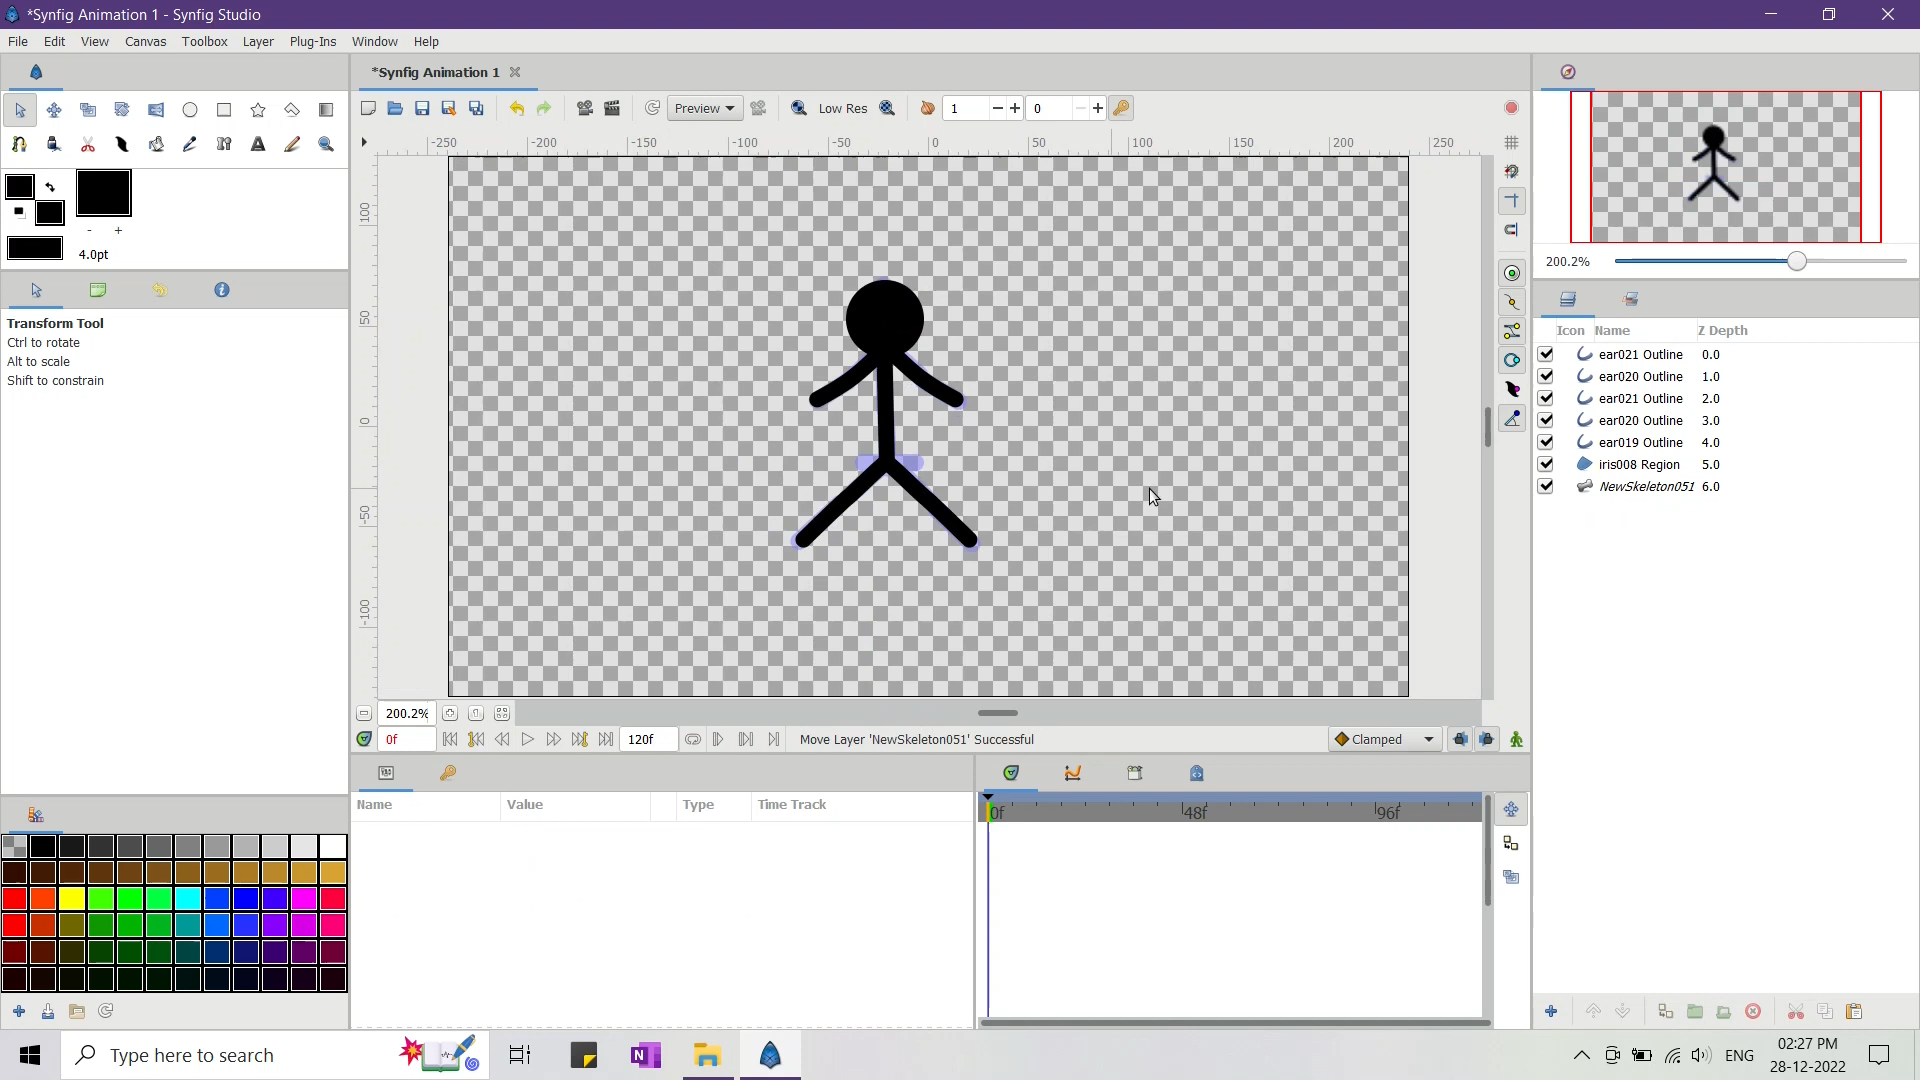 *Synfig Animation 1 - Synfig Studio
File Edit View Canvas Toolbox Layer Plug-Ins Window Help
*Synfig Animation 1
Preview Low Res 1 0
-250 -200 -150 -100 -50 0 50 100 150 200 250
100
50
0
-50
-100
4.0pt
Transform Tool
Ctrl to rotate
Alt to scale
Shift to constrain
200.2%
Icon Name Z Depth
ear021 Outline 0.0
ear020 Outline 1.0
ear021 Outline 2.0
ear020 Outline 3.0
ear019 Outline 4.0
iris008 Region 5.0
NewSkeleton051 6.0
200.2%
0f 120f Move Layer 'NewSkeleton051' Successful Clamped
Name Value Type Time Track
0f 48f 96f
Type here to search
N
ENG
02:27 PM
28-12-2022